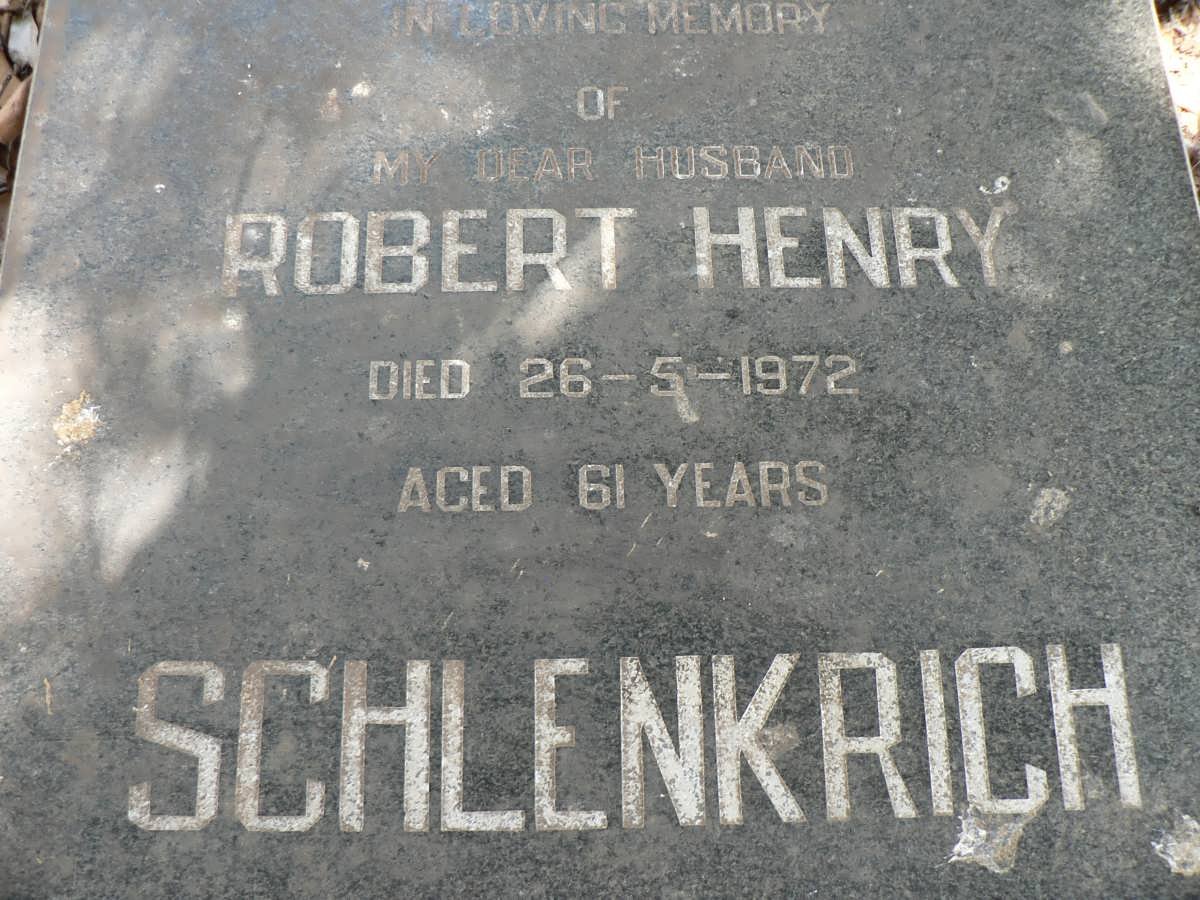 IN LOVING MEMORY
OF
MY DEAR HUSBAND
ROBERT HENRY
DIED 26-5-1972
AGED 61 YEARS
SCHLENKRICH